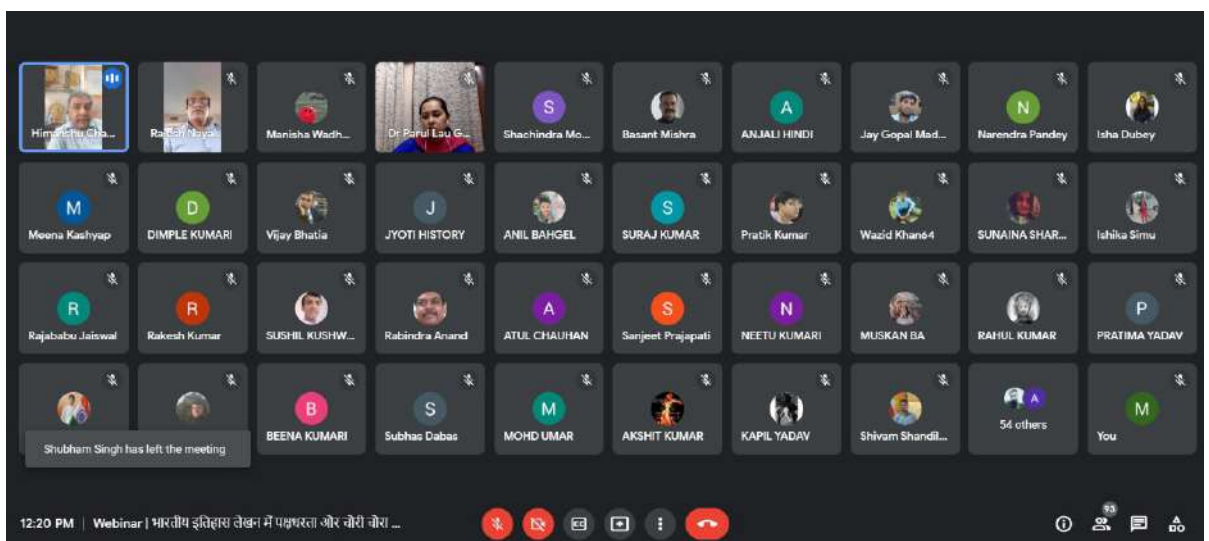 Himanshu Cha...
Rakesh Nayak
Manisha Wadh...
Dr Parul Lau G...
S
Shachindra Mo...
Basant Mishra
A
ANJALI HINDI
Jay Gopal Mad...
N
Narendra Pandey
Isha Dubey
M
Meena Kashyap
D
DIMPLE KUMARI
Vijay Bhatia
J
JYOTI HISTORY
ANIL BAHGEL
S
SURAJ KUMAR
Pratik Kumar
Wazid Khan64
SUNAINA SHAR...
Ishika Simu
R
Rajababu Jaiswal
R
Rakesh Kumar
SUSHIL KUSHW...
Rabindra Anand
A
ATUL CHAUHAN
S
Sanjeet Prajapati
N
NEETU KUMARI
MUSKAN BA
RAHUL KUMAR
P
PRATIMA YADAV
Shubham Singh has left the meeting
B
BEENA KUMARI
S
Subhas Dabas
M
MOHD UMAR
AKSHIT KUMAR
KAPIL YADAV
Shivam Shandil...
A
54 others
M
You
12:20 PM | Webinar | भारतीय इतिहास लेखन में पक्षधरता और चौरी चौरा ...
93